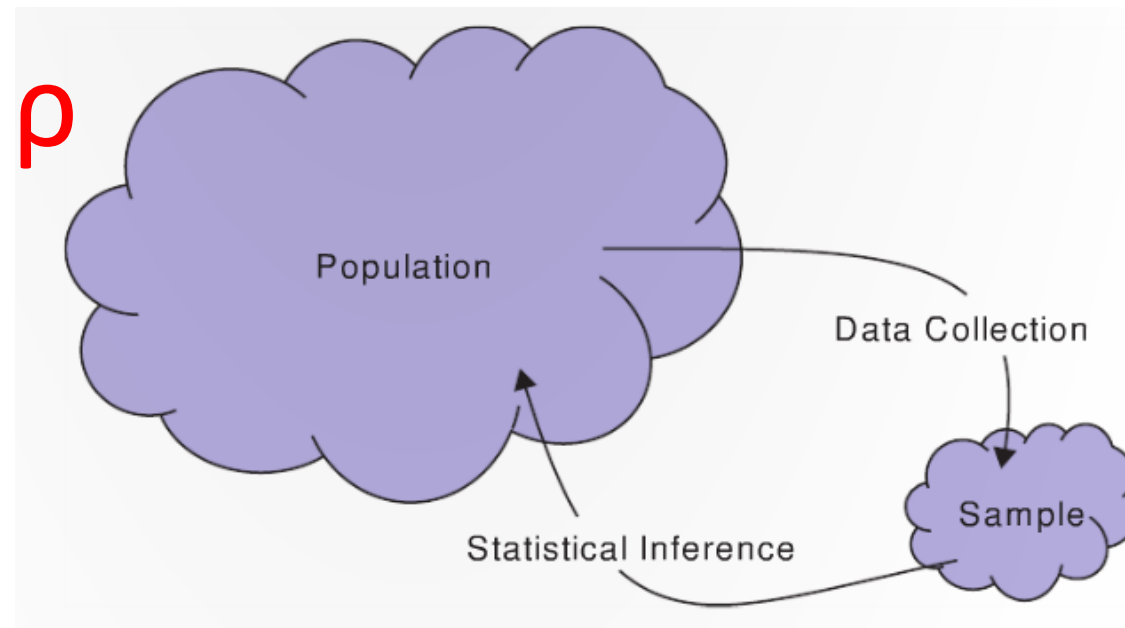 ρ
Population
Data Collection
Sample
Statistical Inference